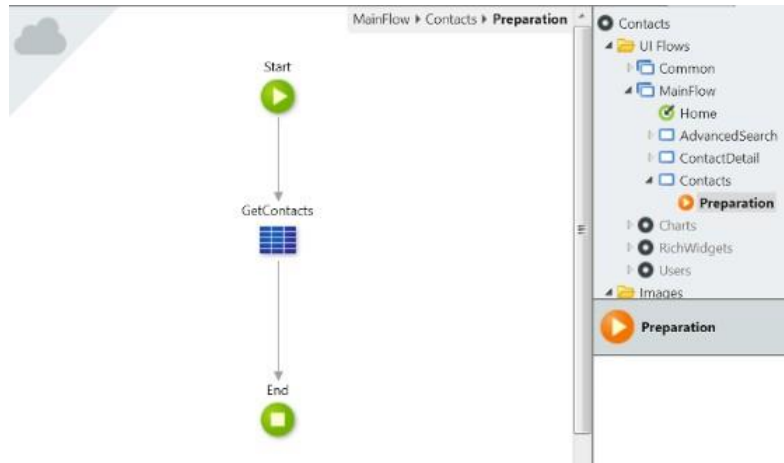 MainFlow ▸ Contacts ▸ Preparation
Start
GetContacts
End
Contacts
UI Flows
Common
MainFlow
Home
AdvancedSearch
ContactDetail
Contacts
Preparation
Charts
RichWidgets
Users
Images
Preparation